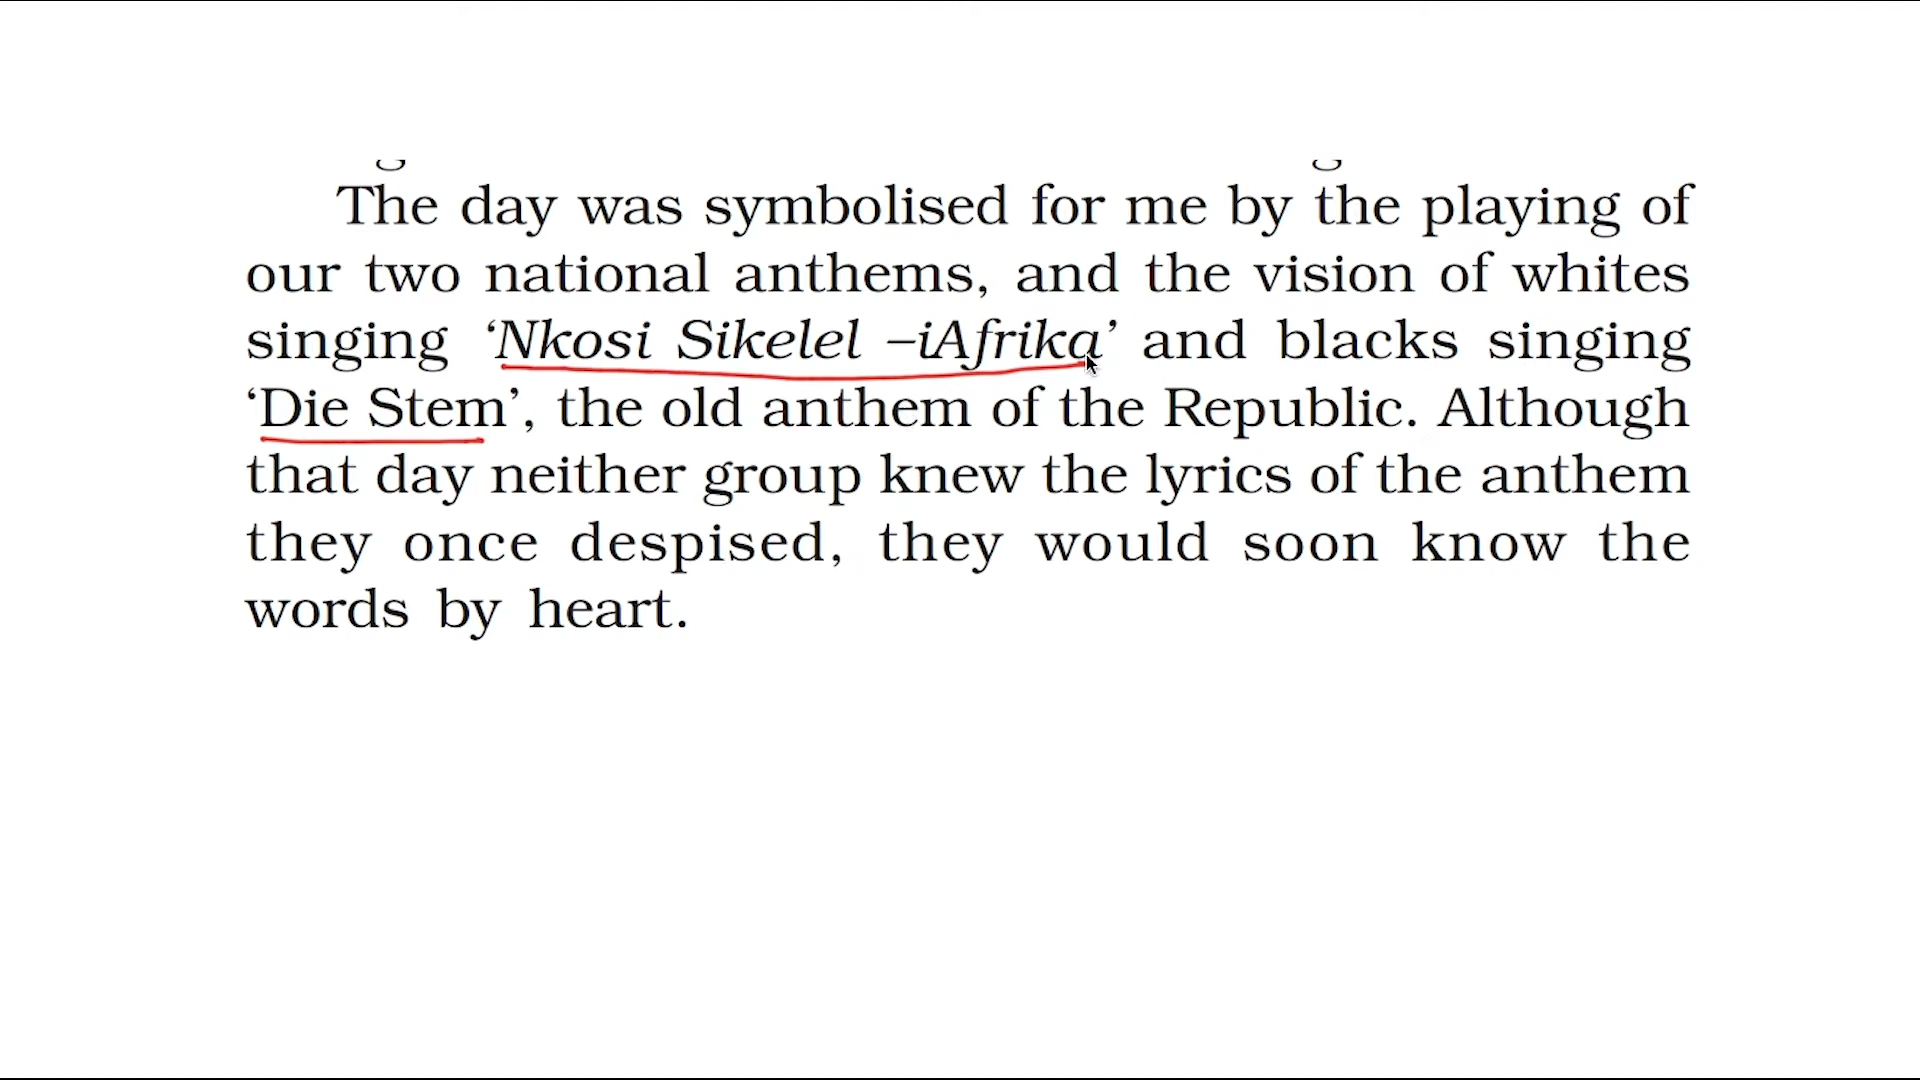 The day was symbolised for me by the playing of
our two national anthems, and the vision of whites
singing ‘Nkosi Sikelel –iAfrika’ and blacks singing
‘Die Stem’, the old anthem of the Republic. Although
that day neither group knew the lyrics of the anthem
they once despised, they would soon know the
words by heart.